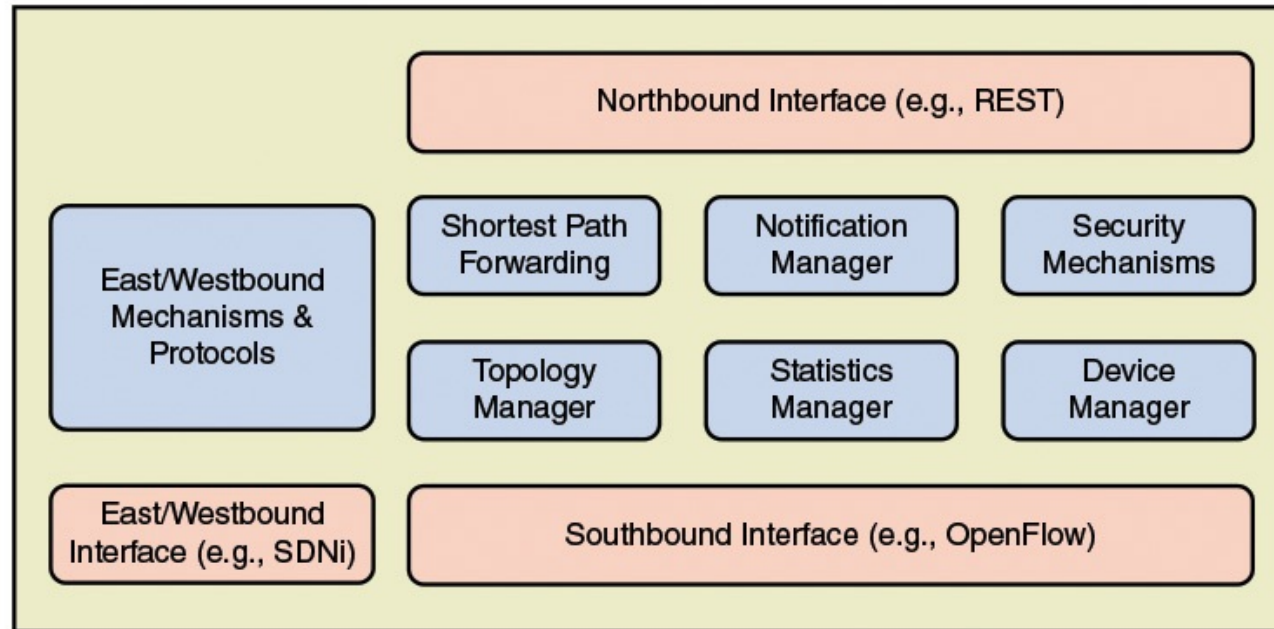 Northbound Interface (e.g., REST)
Shortest Path
Forwarding
Notification
Manager
Security
Mechanisms
East/Westbound
Mechanisms &
Protocols
Topology
Manager
Statistics
Manager
Device
Manager
East/Westbound
Interface (e.g., SDNi)
Southbound Interface (e.g., OpenFlow)